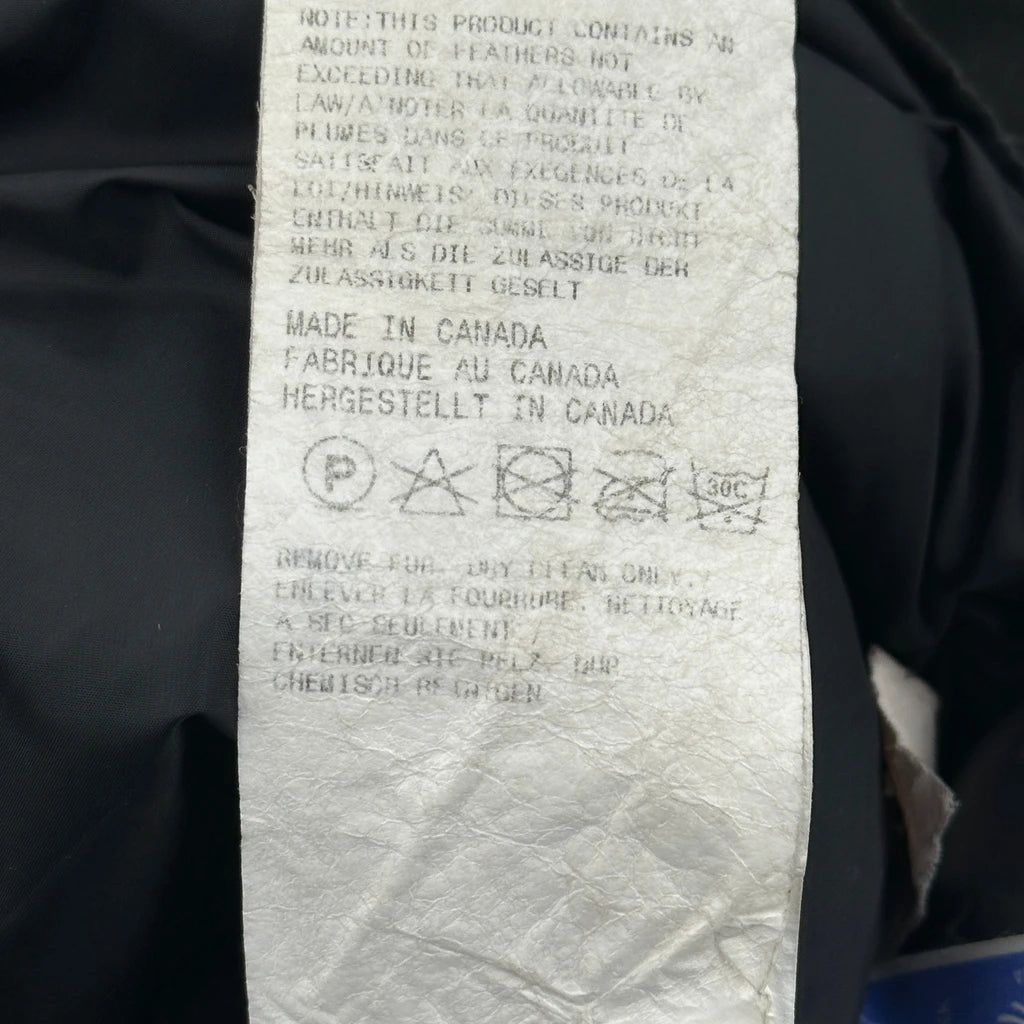 NOTE:THIS PRODUCT CONTAINS AN
AMOUNT OF FEATHERS NOT
EXCEEDING THAT ALLOWABLE BY
LAW/A NOTER LA QUANTITE DE
PLUMES DANS CE PRODUIT
SATISFAIT AUX EXEGENCES DE LA
LOI/HINWEIS: DIESES PRODUKT
ENTHALT DIE SUMME VON NICHT
MEHR ALS DIE ZULASSIGE DER
ZULASSIGKEIT GESELT
MADE IN CANADA
FABRIQUE AU CANADA
HERGESTELLT IN CANADA
P
30C
REMOVE FUR. DRY CLEAN ONLY./
ENLEVER LA FOURRURE. NETTOYAGE
A SEC SEULEMENT/
ENTERNEN SIE PELZ. NUR
CHEMISCH REINIGEN